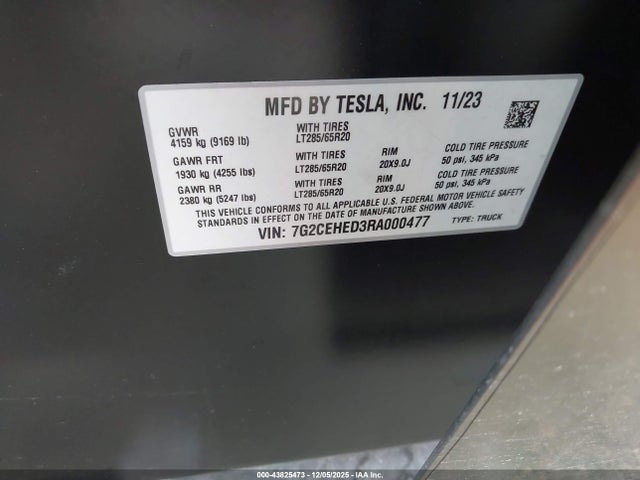 MFD BY TESLA, INC. 11/23
GVWR
4159 kg (9169 lb)
WITH TIRES
LT285/65R20
GAWR FRT
1930 kg (4255 lbs)
WITH TIRES
LT285/65R20
RIM
20X9.0J
COLD TIRE PRESSURE
50 psi, 345 kPa
GAWR RR
2380 kg (5247 lbs)
WITH TIRES
LT285/65R20
RIM
20X9.0J
COLD TIRE PRESSURE
50 psi, 345 kPa
THIS VEHICLE CONFORMS TO ALL APPLICABLE U.S. FEDERAL MOTOR VEHICLE SAFETY
STANDARDS IN EFFECT ON THE DATE OF MANUFACTURE SHOWN ABOVE.
VIN: 7G2CEHED3RA000477 TYPE: TRUCK
000-43825473 - 12/05/2025 - IAA Inc.